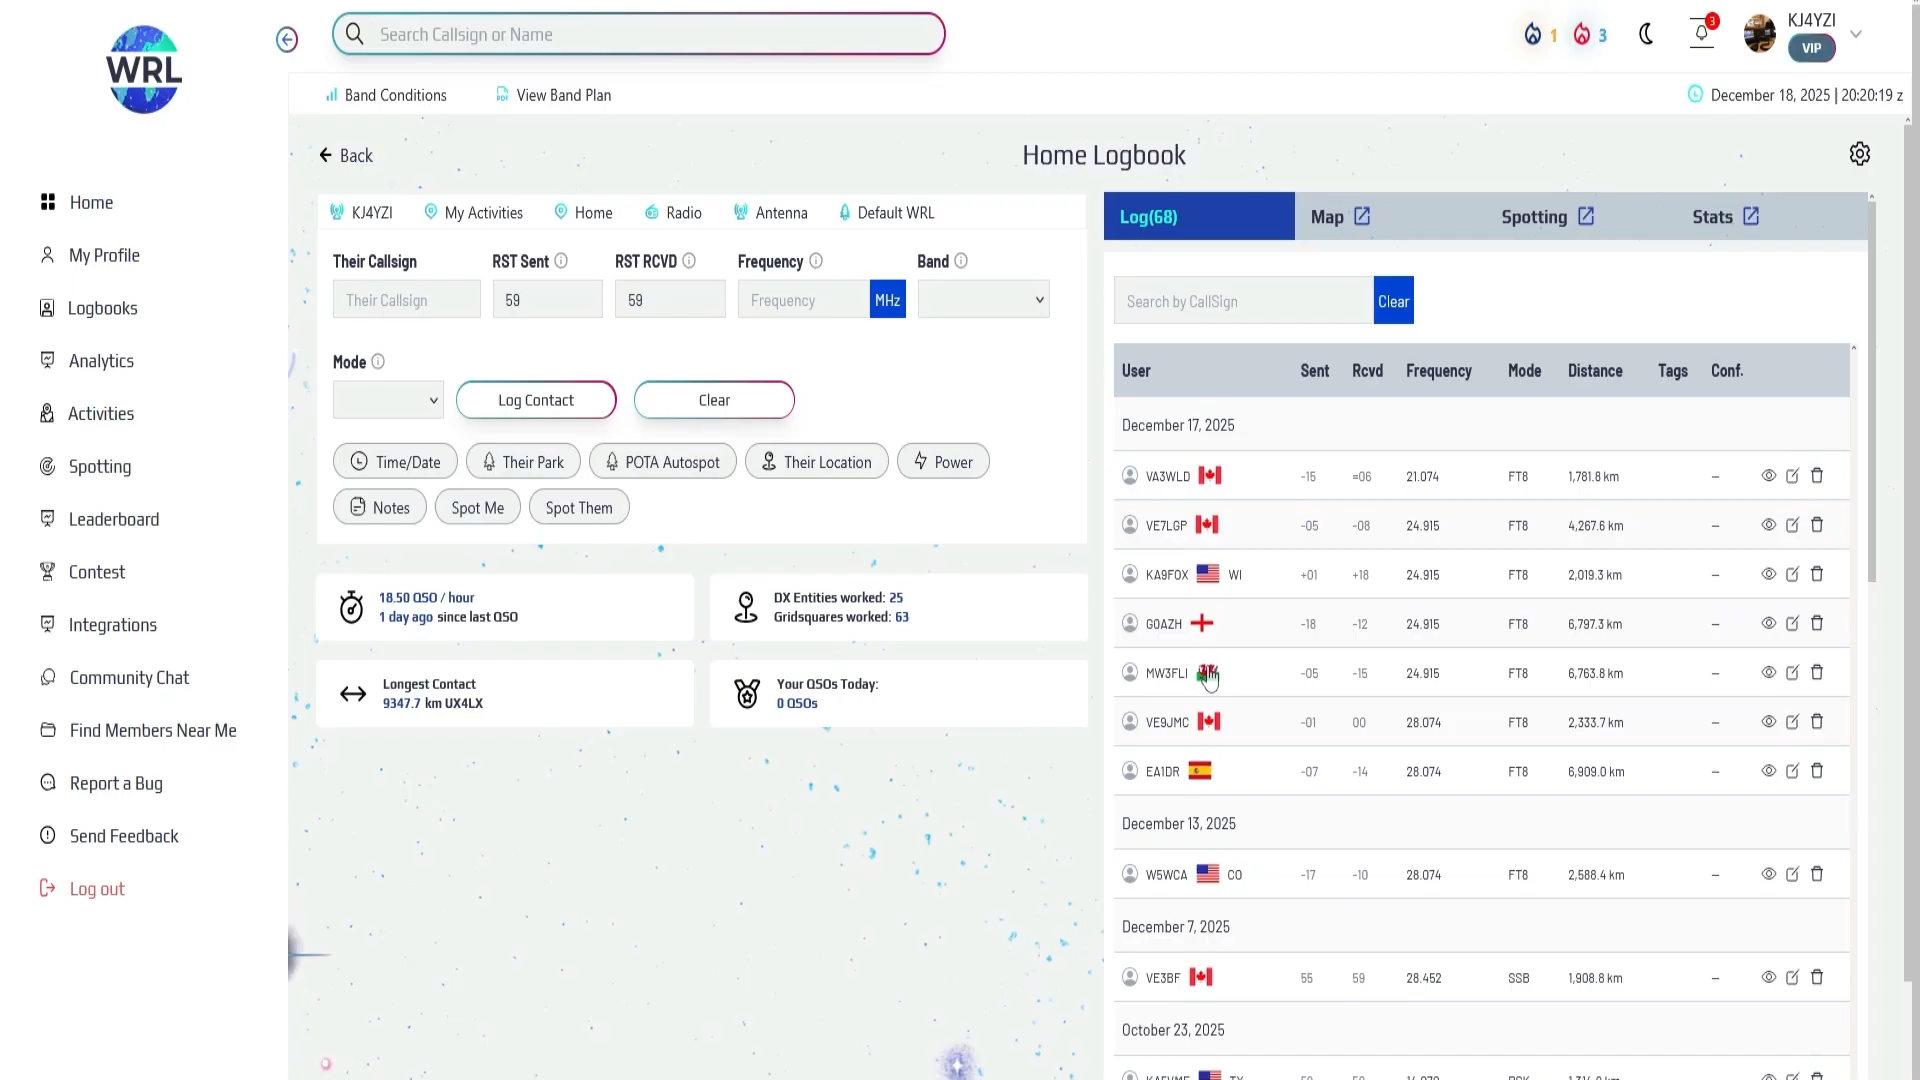 WRL
Search Callsign or Name
1
3
3
KJ4YZI
VIP
Band Conditions
View Band Plan
December 18, 2025 | 20:20:19 z
Home
My Profile
Logbooks
Analytics
Activities
Spotting
Leaderboard
Contest
Integrations
Community Chat
Find Members Near Me
Report a Bug
Send Feedback
Log out
Back
Home Logbook
KJ4YZI
My Activities
Home
Radio
Antenna
Default WRL
Their Callsign
RST Sent
RST RCVD
Frequency
Band
Their Callsign
59
59
Frequency
MHz
Mode
Log Contact
Clear
Time/Date
Their Park
POTA Autospot
Their Location
Power
Notes
Spot Me
Spot Them
18.50 QSO / hour
1 day ago since last QSO
DX Entities worked: 25
Gridsquares worked: 63
Longest Contact
9347.7 km UX4LX
Your QSOs Today:
0 QSOs
Log(68)
Map
Spotting
Stats
Search by CallSign
Clear
User Sent Rcvd Frequency Mode Distance Tags Conf.
December 17, 2025
VA3WLD -15 =06 21.074 FT8 1,781.8 km –
VE7LGP -05 -08 24.915 FT8 4,267.6 km –
KA9FOX WI +01 +18 24.915 FT8 2,019.3 km –
G0AZH -18 -12 24.915 FT8 6,797.3 km –
MW3FLI -05 -15 24.915 FT8 6,763.8 km –
VE9JMC -01 00 28.074 FT8 2,333.7 km –
EA1DR -07 -14 28.074 FT8 6,909.0 km –
December 13, 2025
W5WCA CO -17 -10 28.074 FT8 2,588.4 km –
December 7, 2025
VE3BF 55 59 28.452 SSB 1,908.8 km –
October 23, 2025